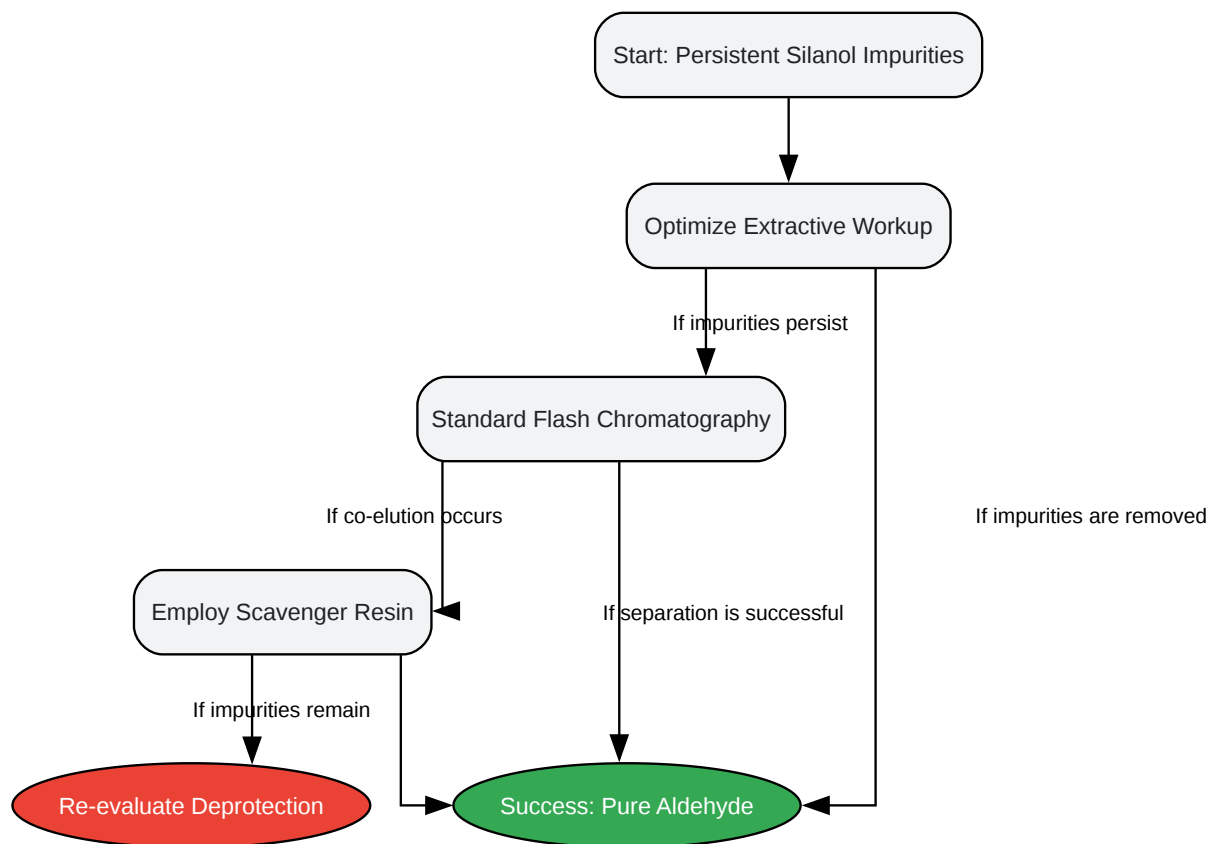 Start: Persistent Silanol Impurities
Optimize Extractive Workup
If impurities persist
Standard Flash Chromatography
If co-elution occurs
If impurities are removed
Employ Scavenger Resin
If separation is successful
If impurities remain
Re-evaluate Deprotection
Success: Pure Aldehyde